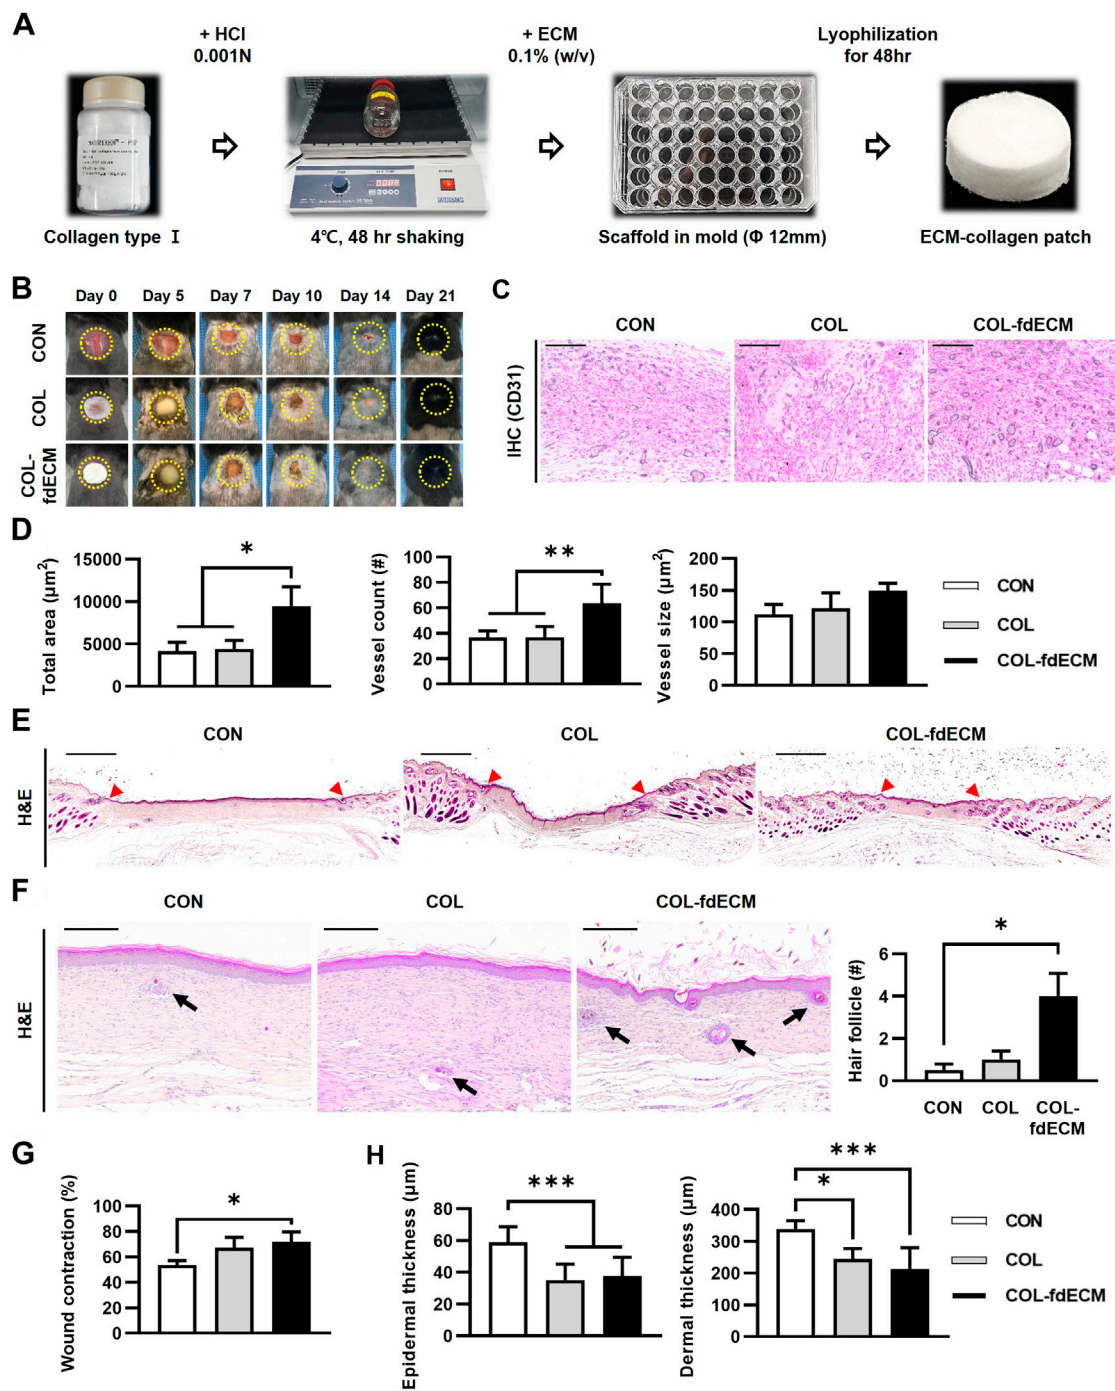 A
+ HCl
0.001N
+ ECM
0.1% (w/v)
Lyophilization
for 48hr
Collagen type I
4℃, 48 hr shaking
Scaffold in mold (Φ 12mm)
ECM-collagen patch
B
Day 0 Day 5 Day 7 Day 10 Day 14 Day 21
CON
COL
COL-
fdECM
C
CON COL COL-fdECM
IHC (CD31)
D
Total area (μm²)
15000
10000
5000
0
*
Vessel count (#)
100
80
60
40
20
0
**
Vessel size (μm²)
200
150
100
50
0
CON
COL
COL-fdECM
E
CON COL COL-fdECM
H&E
F
CON COL COL-fdECM
H&E
Hair follicle (#)
6
4
2
0
*
CON COL COL-
fdECM
G
Wound contraction (%)
100
80
60
40
20
0
*
H
Epidermal thickness (μm)
80
60
40
20
0
***
Dermal thickness (μm)
400
300
200
100
0
***
*
CON
COL
COL-fdECM